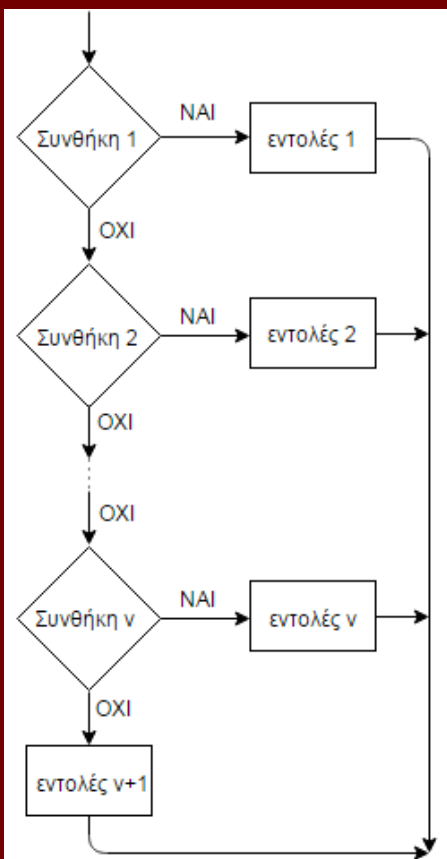 Συνθήκη 1
ΝΑΙ
εντολές 1
ΟΧΙ
Συνθήκη 2
ΝΑΙ
εντολές 2
ΟΧΙ
ΟΧΙ
Συνθήκη ν
ΝΑΙ
εντολές ν
ΟΧΙ
εντολές ν+1